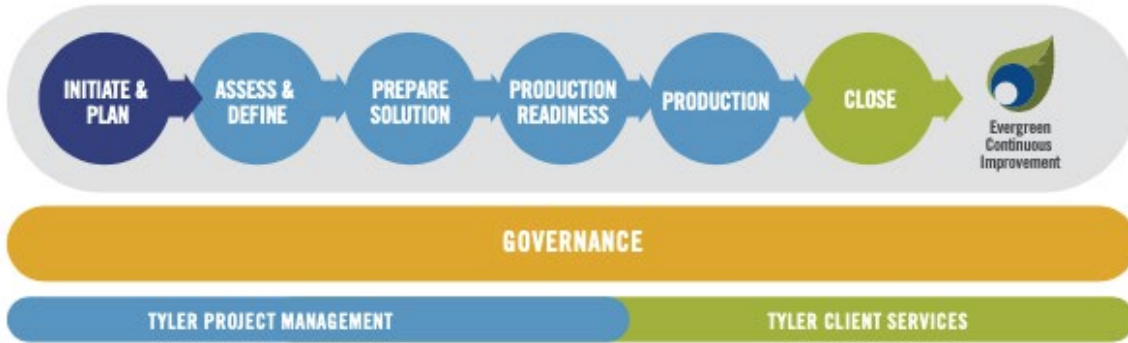 INITIATE &
PLAN
ASSESS &
DEFINE
PREPARE
SOLUTION
PRODUCTION
READINESS
PRODUCTION
CLOSE
Evergreen
Continuous
Improvement
GOVERNANCE
TYLER PROJECT MANAGEMENT
TYLER CLIENT SERVICES